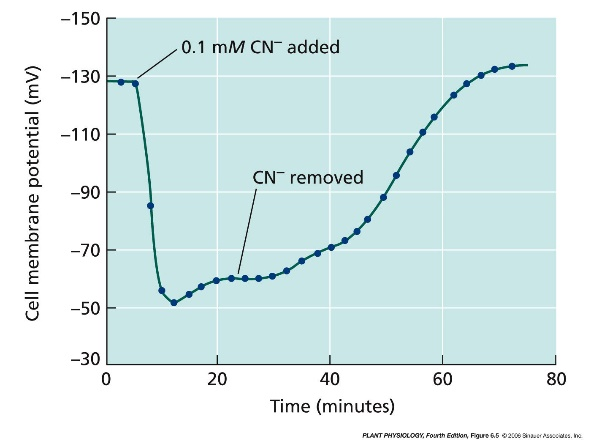 −150
0.1 mM CN− added
−130
−110
CN− removed
−90
−70
−50
−30
Cell membrane potential (mV)
0 20 40 60 80
Time (minutes)
PLANT PHYSIOLOGY, Fourth Edition, Figure 6.5 © 2006 Sinauer Associates, Inc.